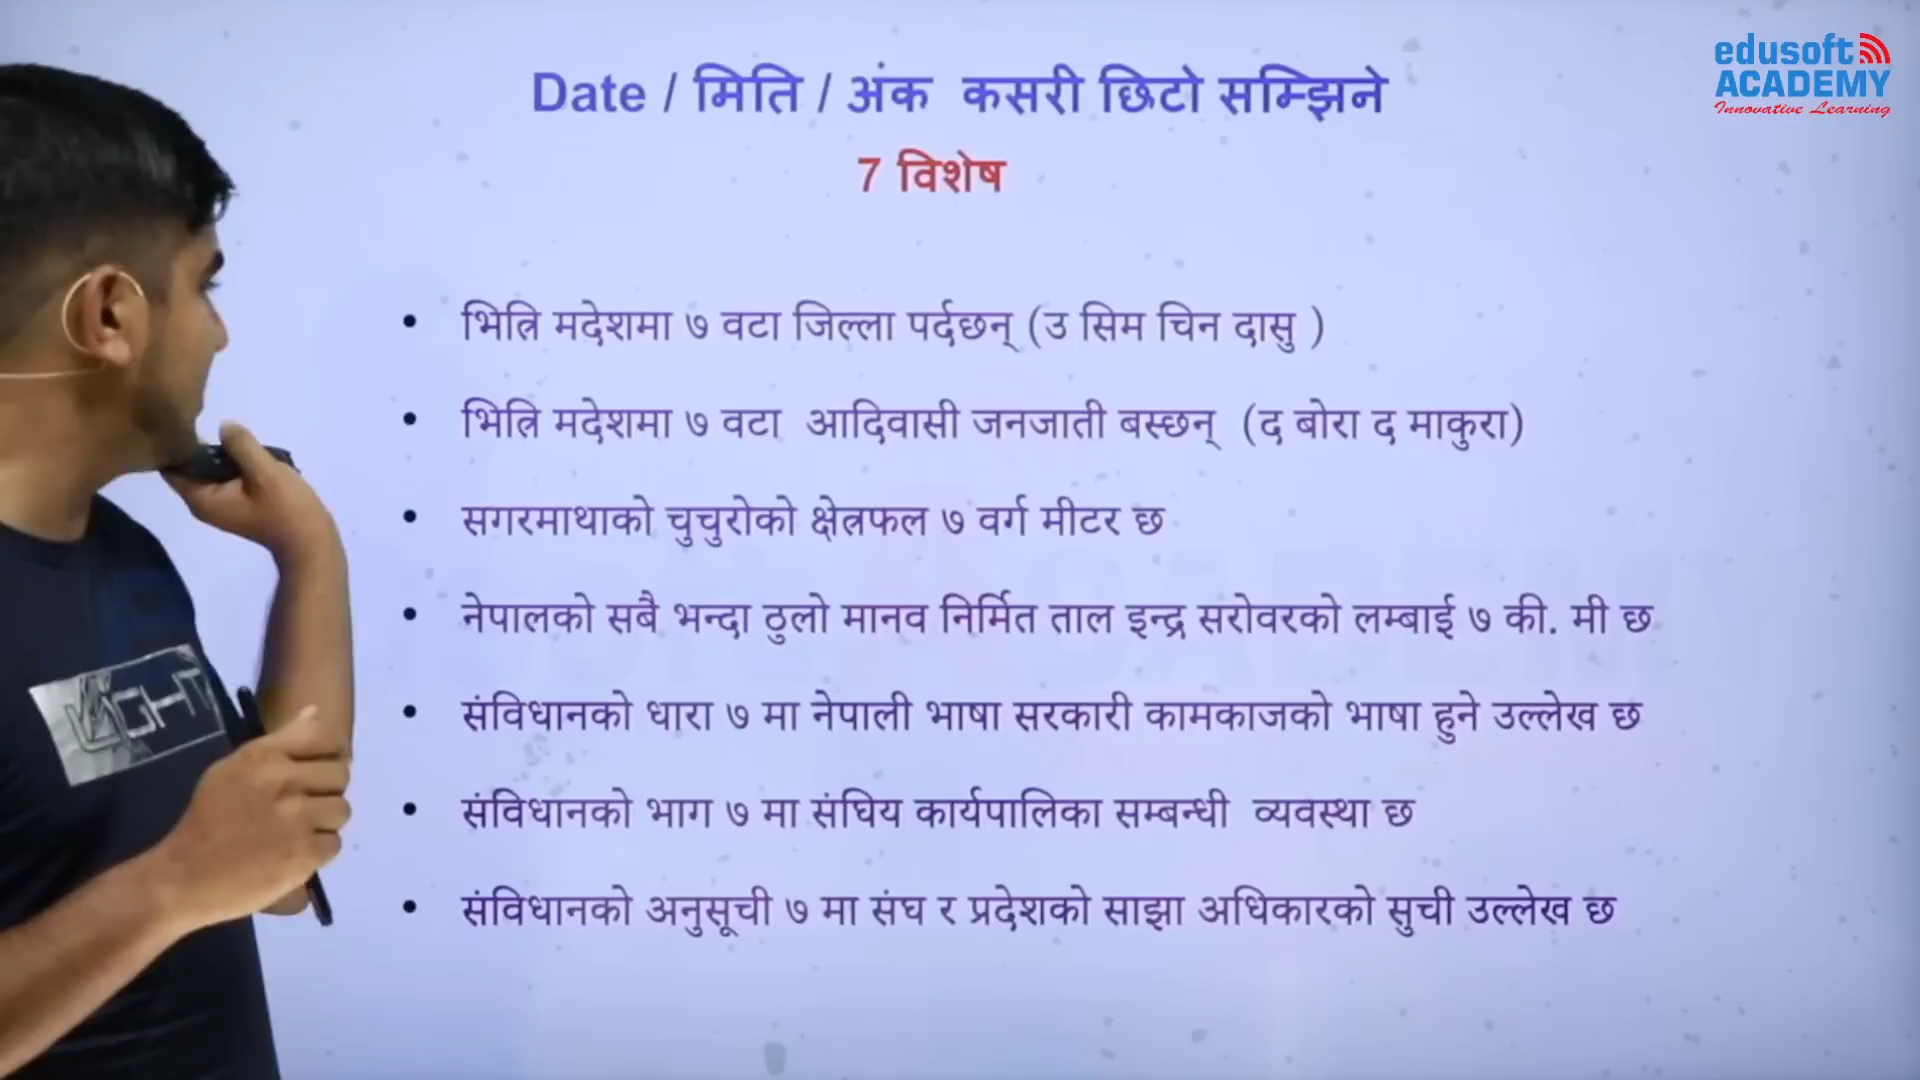 edusoft
ACADEMY
Innovative Learning
Date / मिति / अंक कसरी छिटो सम्झिने
7 विशेष
• भित्रि मदेशमा ७ वटा जिल्ला पर्दछन् (उ सिम चिन दासु )
• भित्रि मदेशमा ७ वटा आदिवासी जनजाती बस्छन् (द बोरा द माकुरा)
• सगरमाथाको चुचुरोको क्षेत्रफल ७ वर्ग मीटर छ
• नेपालको सबै भन्दा ठुलो मानव निर्मित ताल इन्द्र सरोवरको लम्बाई ७ की. मी छ
• संविधानको धारा ७ मा नेपाली भाषा सरकारी कामकाजको भाषा हुने उल्लेख छ
• संविधानको भाग ७ मा संघिय कार्यपालिका सम्बन्धी व्यवस्था छ
• संविधानको अनुसूची ७ मा संघ र प्रदेशको साझा अधिकारको सुची उल्लेख छ